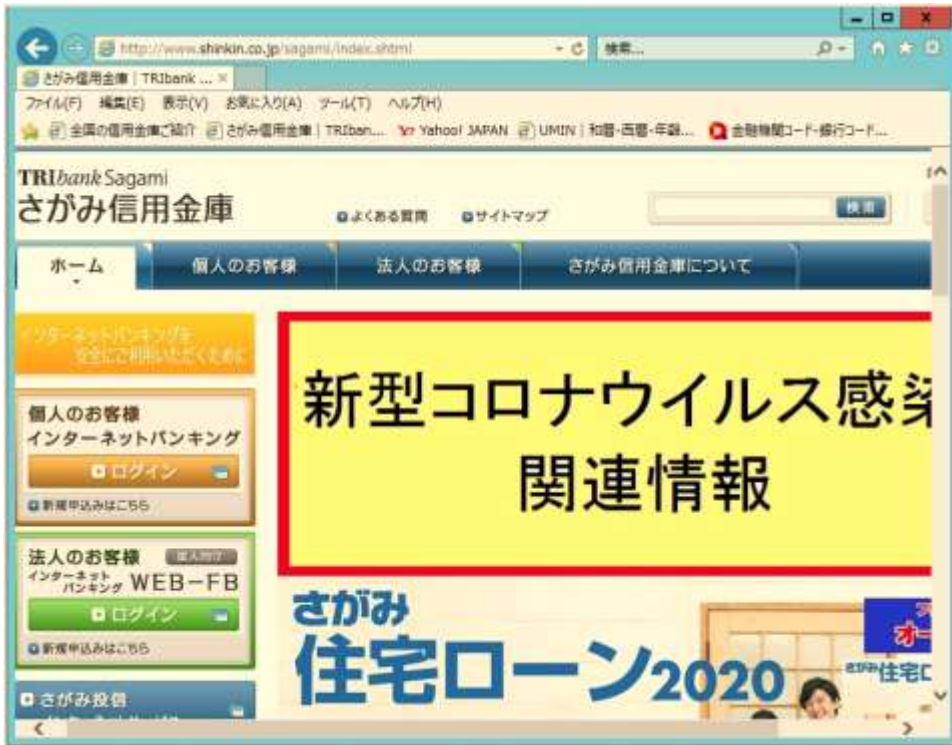 http://www.shinkin.co.jp/sagami/index.shtml
検索...
さがみ信用金庫 | TRIbank ...
ファイル(F) 編集(E) 表示(V) お気に入り(A) ツール(T) ヘルプ(H)
全国の信用金庫ご紹介 さがみ信用金庫 | TRIban... Yahoo! JAPAN UMIN | 和暦-西暦-年齢... 金融機関コード-銀行コード...
TRIbank Sagami
さがみ信用金庫
よくある質問 サイトマップ
検索
ホーム 個人のお客様 法人のお客様 さがみ信用金庫について
インターネットバンキングを
安全にご利用いただくために
新型コロナウイルス感染
関連情報
個人のお客様
インターネットバンキング
ログイン
新規申込みはこちら
法人のお客様
インターネット
バンキング WEB-FB
ログイン
新規申込みはこちら
さがみ
住宅ローン2020
さがみ投信